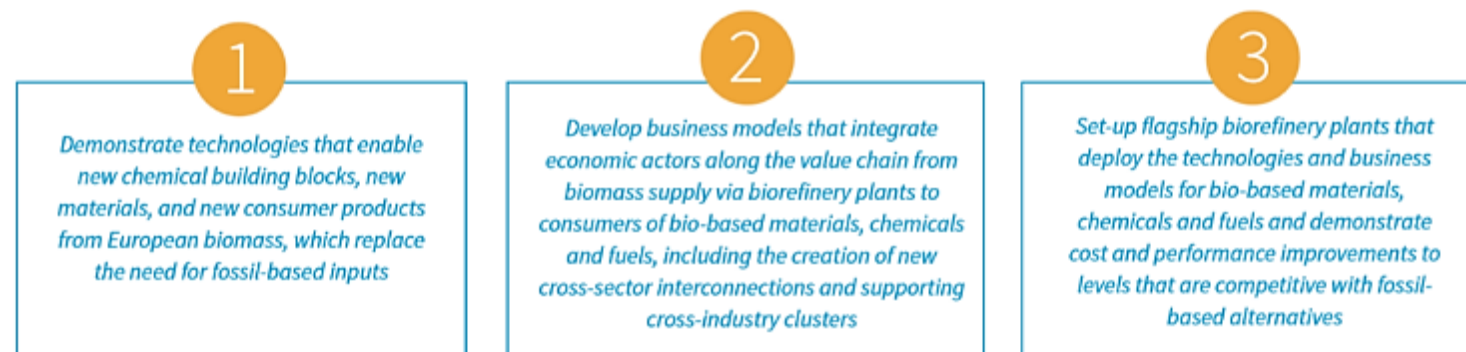 1
Demonstrate technologies that enable
new chemical building blocks, new
materials, and new consumer products
from European biomass, which replace
the need for fossil-based inputs
2
Develop business models that integrate
economic actors along the value chain from
biomass supply via biorefinery plants to
consumers of bio-based materials, chemicals
and fuels, including the creation of new
cross-sector interconnections and supporting
cross-industry clusters
3
Set-up flagship biorefinery plants that
deploy the technologies and business
models for bio-based materials,
chemicals and fuels and demonstrate
cost and performance improvements to
levels that are competitive with fossil-
based alternatives